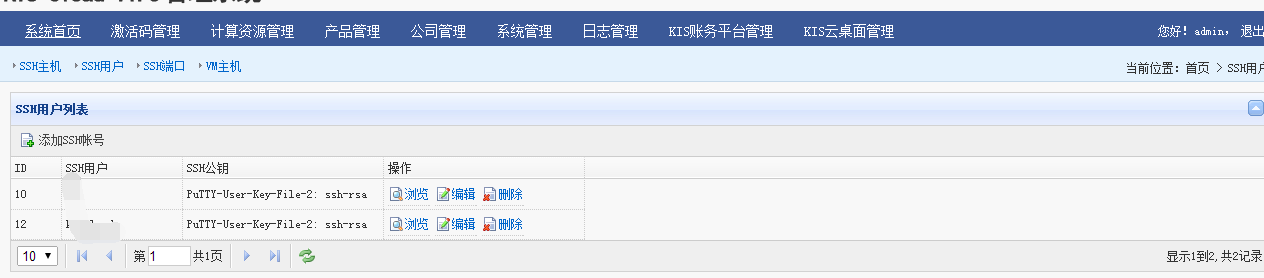 系统首页 激活码管理 计算资源管理 产品管理 公司管理 系统管理 日志管理 KIS账务平台管理 KIS云桌面管理 您好！admin， 退出
SSH主机 SSH用户 SSH端口 VM主机 当前位置：首页 > SSH用户
SSH用户列表
添加SSH帐号
ID SSH用户 SSH公钥 操作
10 PuTTY-User-Key-File-2: ssh-rsa 浏览 编辑 删除
12 PuTTY-User-Key-File-2: ssh-rsa 浏览 编辑 删除
10 第 1 共1页 显示1到2,共2记录